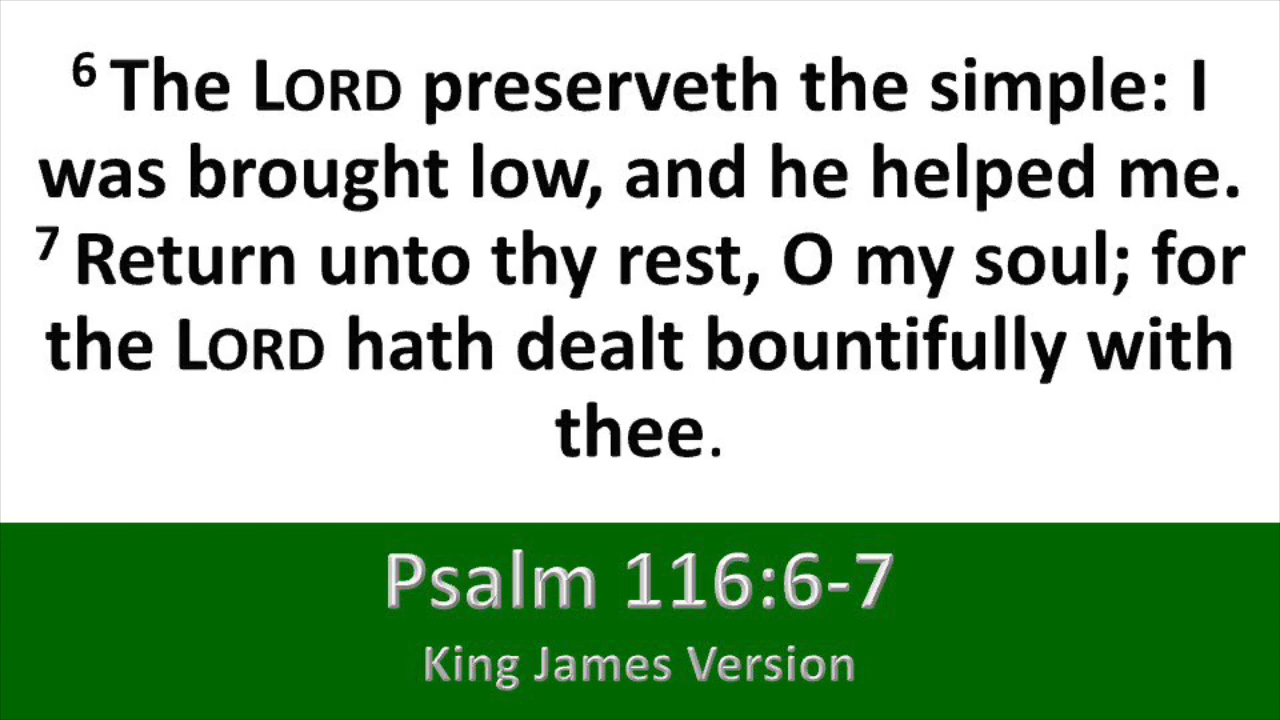 6 The LORD preserveth the simple: I
was brought low, and he helped me.
7 Return unto thy rest, O my soul; for
the LORD hath dealt bountifully with
thee.
Psalm 116:6-7
King James Version